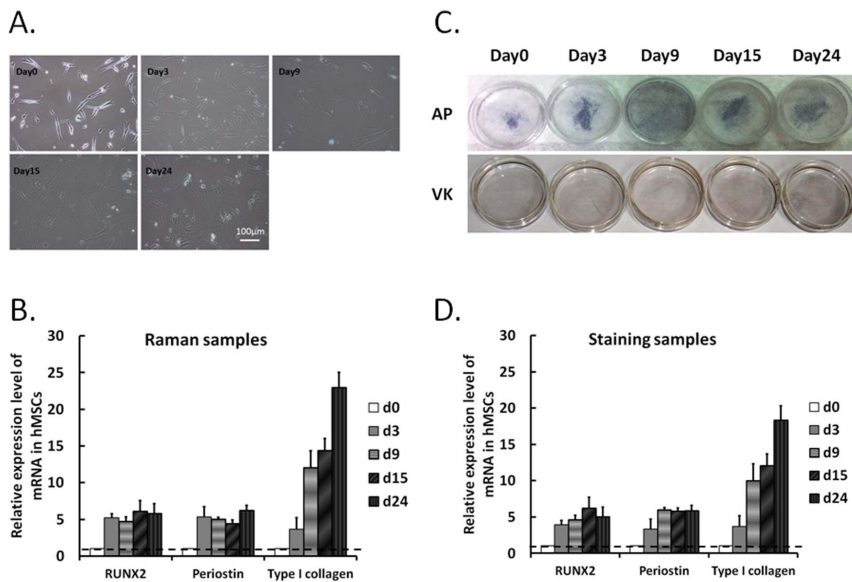 A.
Day0
Day3
Day9
Day15
Day24
100μm
C.
Day0 Day3 Day9 Day15 Day24
AP
VK
B.
Raman samples
Relative expression level of
mRNA in hMSCs
30
25
20
15
10
5
0
RUNX2 Periostin Type I collagen
d0
d3
d9
d15
d24
D.
Staining samples
Relative expression level of
mRNA in hMSCs
30
25
20
15
10
5
0
RUNX2 Periostin Type I collagen
d0
d3
d9
d15
d24